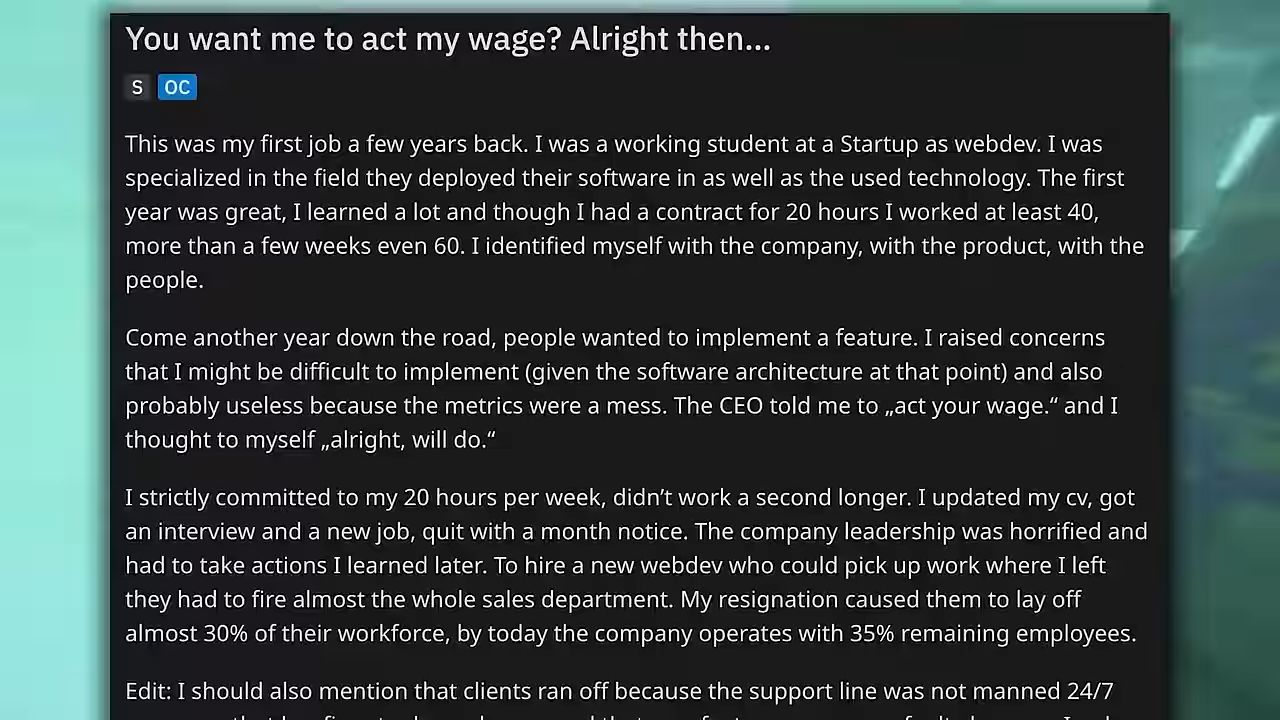 You want me to act my wage? Alright then...
S OC
This was my first job a few years back. I was a working student at a Startup as webdev. I was
specialized in the field they deployed their software in as well as the used technology. The first
year was great, I learned a lot and though I had a contract for 20 hours I worked at least 40,
more than a few weeks even 60. I identified myself with the company, with the product, with the
people.
Come another year down the road, people wanted to implement a feature. I raised concerns
that I might be difficult to implement (given the software architecture at that point) and also
probably useless because the metrics were a mess. The CEO told me to „act your wage.“ and I
thought to myself „alright, will do.“
I strictly committed to my 20 hours per week, didn’t work a second longer. I updated my cv, got
an interview and a new job, quit with a month notice. The company leadership was horrified and
had to take actions I learned later. To hire a new webdev who could pick up work where I left
they had to fire almost the whole sales department. My resignation caused them to lay off
almost 30% of their workforce, by today the company operates with 35% remaining employees.
Edit: I should also mention that clients ran off because the support line was not manned 24/7